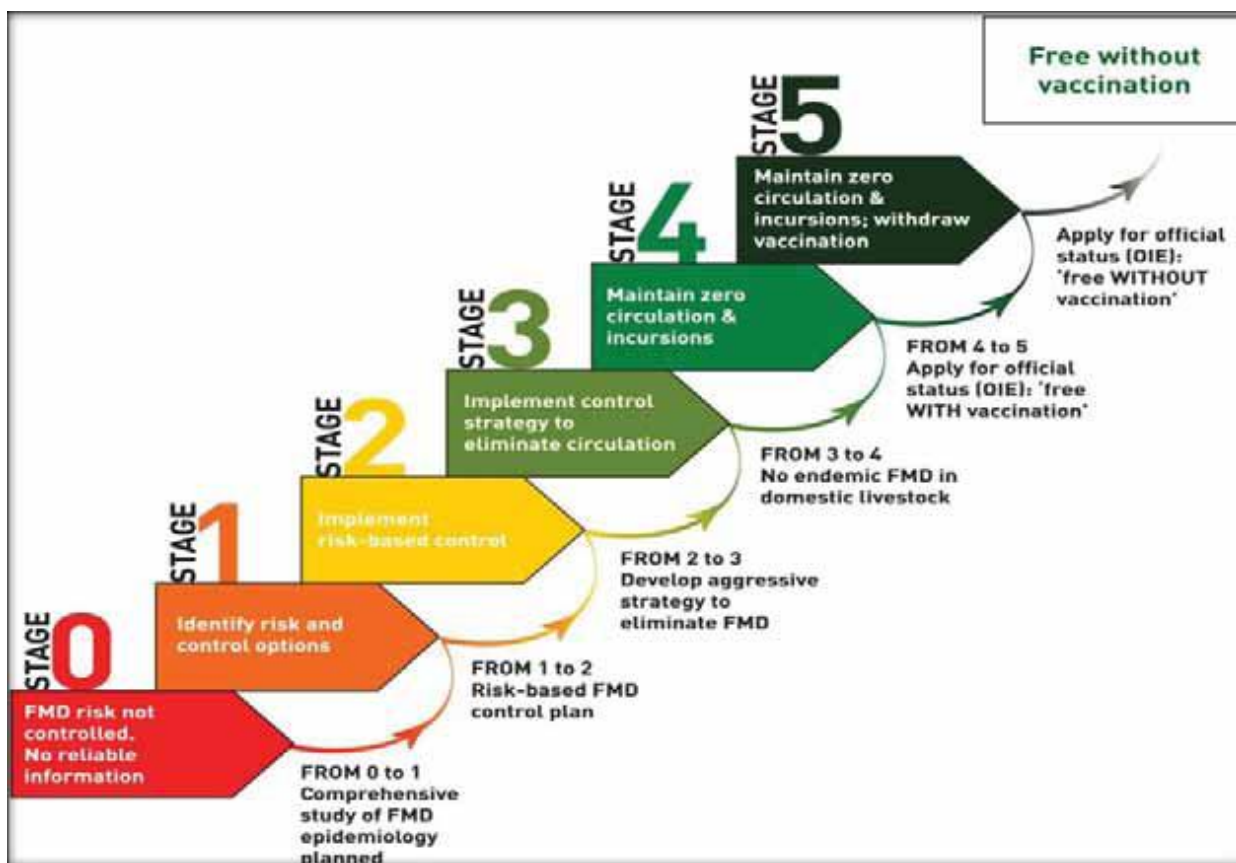 Free without
vaccination
STAGE 5
Maintain zero
circulation &
incursions; withdraw
vaccination
Apply for official
status (OIE):
'free WITHOUT
vaccination'
STAGE 4
Maintain zero
circulation &
incursions
FROM 4 to 5
Apply for official
status (OIE): 'free
WITH vaccination'
STAGE 3
Implement control
strategy to
eliminate circulation
FROM 3 to 4
No endemic FMD in
domestic livestock
STAGE 2
Implement
risk-based control
FROM 2 to 3
Develop aggressive
strategy to
eliminate FMD
STAGE 1
Identify risk and
control options
FROM 1 to 2
Risk-based FMD
control plan
STAGE 0
FMD risk not
controlled.
No reliable
information
FROM 0 to 1
Comprehensive
study of FMD
epidemiology
planned